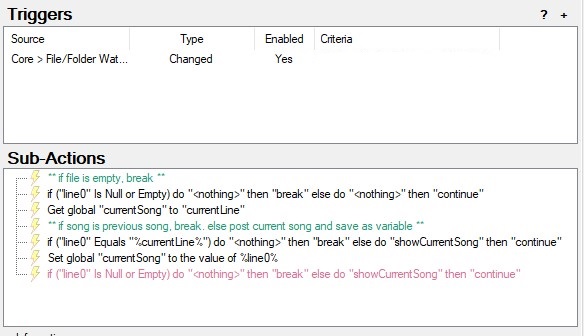 Triggers ? +
Source Type Enabled Criteria
Core > File/Folder Wat... Changed Yes
Sub-Actions
** if file is empty, break **
if ("line0" Is Null or Empty) do "<nothing>" then "break" else do "<nothing>" then "continue"
Get global "currentSong" to "currentLine"
** if song is previous song, break. else post current song and save as variable **
if ("line0" Equals "%currentLine%") do "<nothing>" then "break" else do "showCurrentSong" then "continue"
Set global "currentSong" to the value of %line0%
if ("line0" Is Null or Empty) do "<nothing>" then "break" else do "showCurrentSong" then "continue"